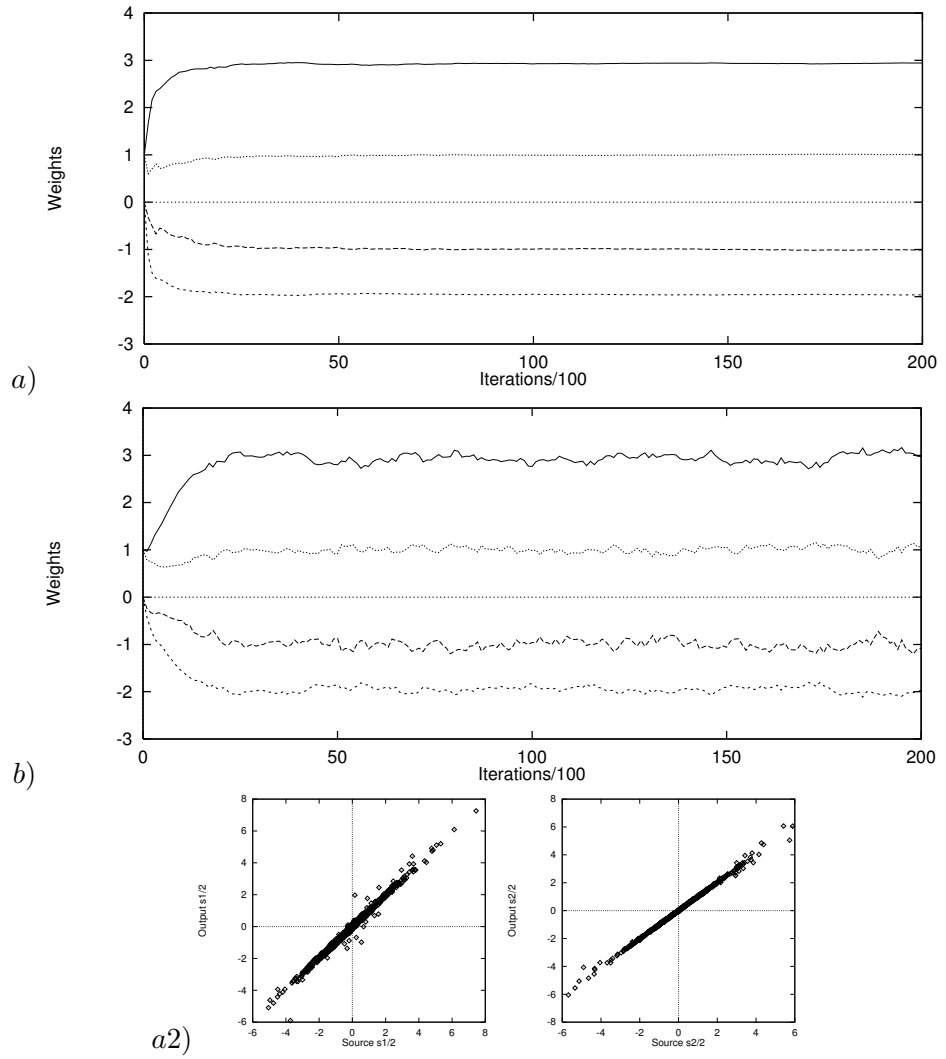 4
3
2
1
0
-1
-2
-3
Weights
0 50 100 150 200
Iterations/100
a)
4
3
2
1
0
-1
-2
-3
Weights
0 50 100 150 200
Iterations/100
b)
8
6
4
2
0
-2
-4
-6
Output s1/2
-6 -4 -2 0 2 4 6 8
Source s1/2
8
6
4
2
0
-2
-4
-6
-8
Output s2/2
-6 -4 -2 0 2 4 6
Source s2/2
a2)